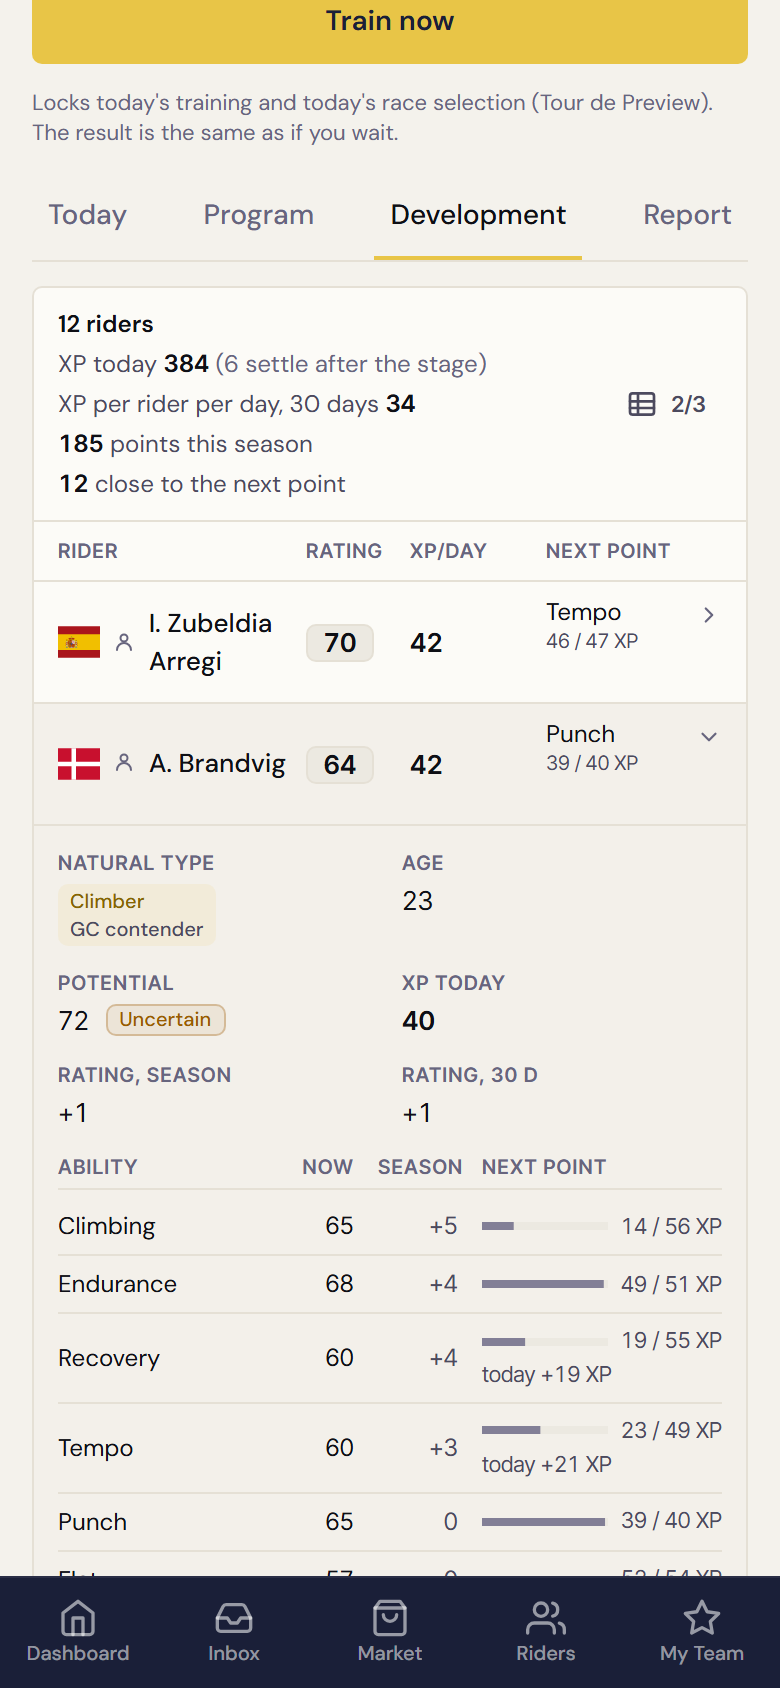 Train now
Locks today's training and today's race selection (Tour de Preview).
The result is the same as if you wait.
Today Program Development Report
12 riders
XP today 384 (6 settle after the stage)
XP per rider per day, 30 days 34
2/3
185 points this season
12 close to the next point
RIDER RATING XP/DAY NEXT POINT
I. Zubeldia
Arregi
70 42
Tempo
46 / 47 XP
A. Brandvig 64 42
Punch
39 / 40 XP
NATURAL TYPE AGE
Climber
GC contender
23
POTENTIAL XP TODAY
72 Uncertain 40
RATING, SEASON RATING, 30 D
+1 +1
ABILITY NOW SEASON NEXT POINT
Climbing 65 +5 14 / 56 XP
Endurance 68 +4 49 / 51 XP
Recovery 60 +4 19 / 55 XP
today +19 XP
Tempo 60 +3 23 / 49 XP
today +21 XP
Punch 65 0 39 / 40 XP
Dashboard Inbox Market Riders My Team